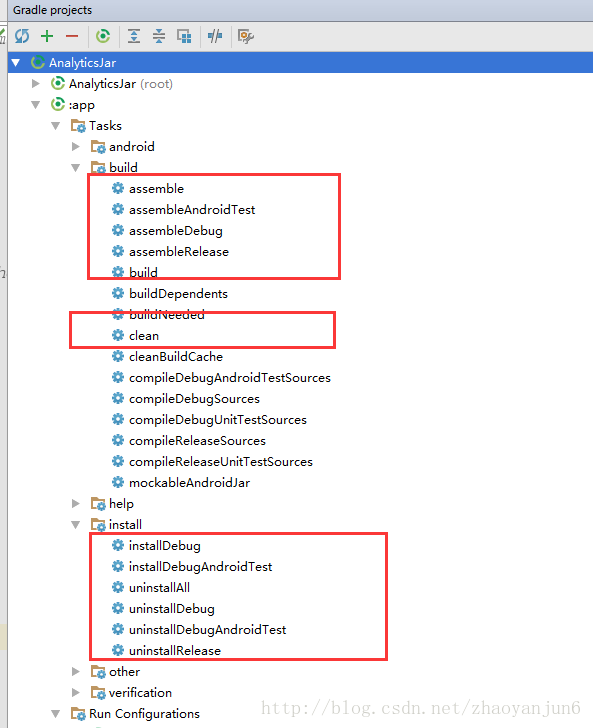 Gradle projects
AnalyticsJar
AnalyticsJar (root)
:app
Tasks
android
build
assemble
assembleAndroidTest
assembleDebug
assembleRelease
build
buildDependents
buildNeeded
clean
cleanBuildCache
compileDebugAndroidTestSources
compileDebugSources
compileDebugUnitTestSources
compileReleaseSources
compileReleaseUnitTestSources
mockableAndroidJar
help
install
installDebug
installDebugAndroidTest
uninstallAll
uninstallDebug
uninstallDebugAndroidTest
uninstallRelease
other
verification
Run Configurations
http://blog.csdn.net/zhaoyanjun6